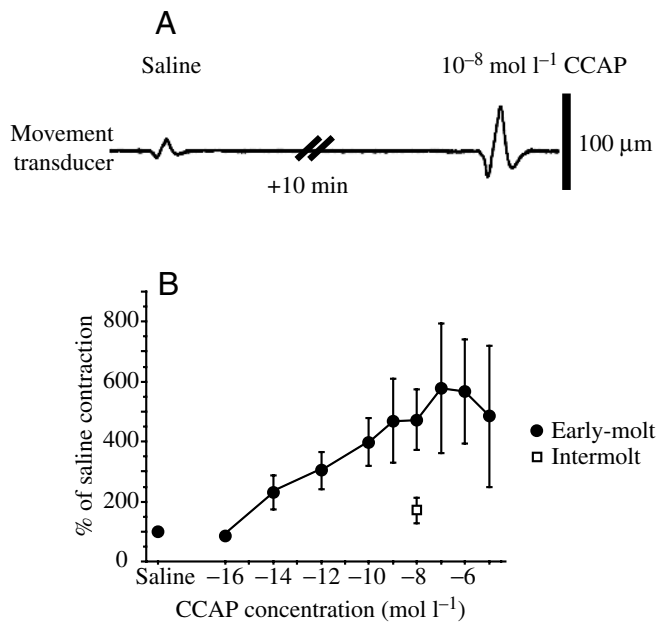 A
Saline
10⁻⁸ mol l⁻¹ CCAP
Movement
transducer
100 µm
+10 min
B
% of saline contraction
800
600
400
200
0
Saline −16 −14 −12 −10 −8 −6
CCAP concentration (mol l⁻¹)
Early-molt
Intermolt